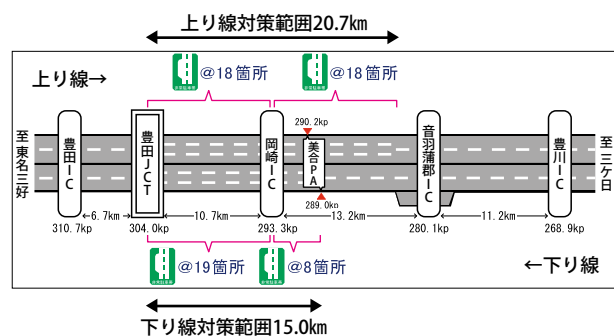 上り線対策範囲20.7km
上り線→
@18箇所
@18箇所
至東名三好
豊田IC
豊田JCT
岡崎IC
290.2kp
美合PA
289.0kp
音羽蒲郡IC
豊川IC
至三ケ日
6.7km
10.7km
13.2km
11.2km
310.7kp
304.0kp
293.3kp
280.1kp
268.9kp
@19箇所
@8箇所
←下り線
下り線対策範囲15.0km